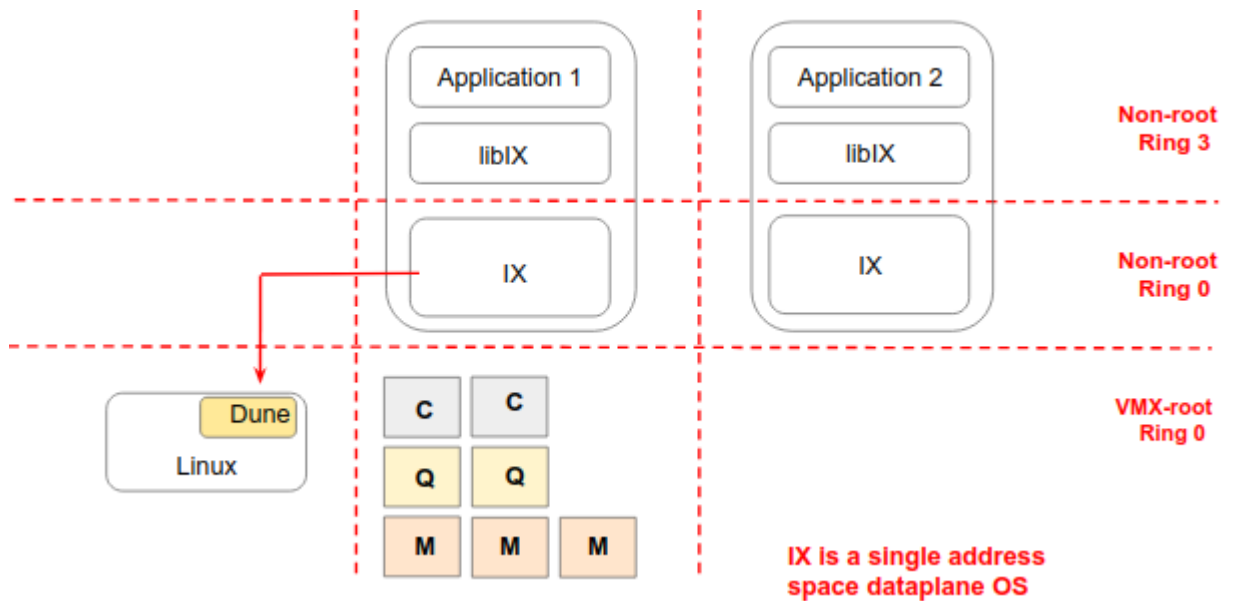 Application 1
Application 2
Non-root
Ring 3
libIX
libIX
IX
IX
Non-root
Ring 0
Dune
Linux
C
C
VMX-root
Ring 0
Q
Q
M
M
M
IX is a single address
space dataplane OS